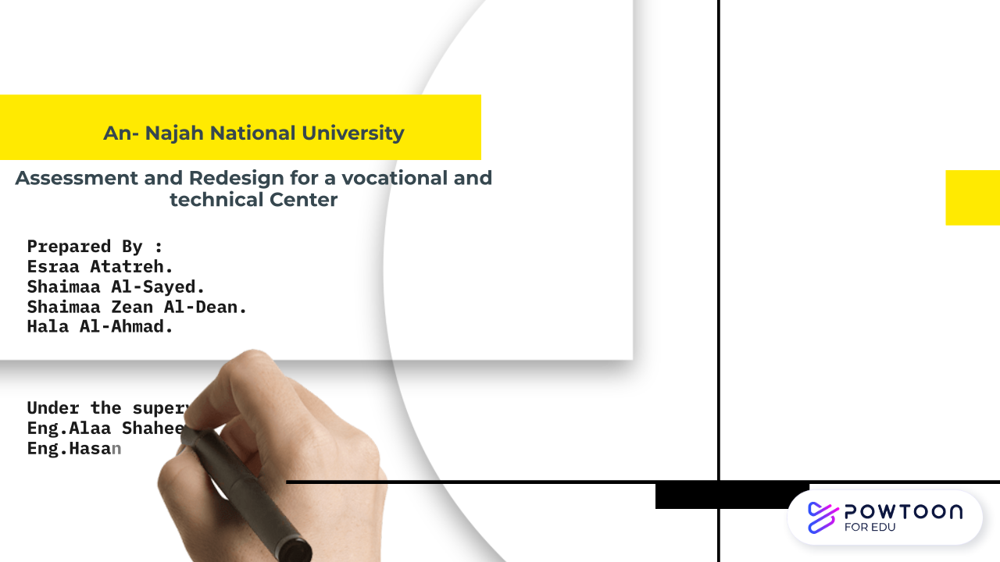 An- Najah National University
Assessment and Redesign for a vocational and
technical Center
Prepared By :
Esraa Atatreh.
Shaimaa Al-Sayed.
Shaimaa Zean Al-Dean.
Hala Al-Ahmad.
Under the
Eng.Alaa
Eng.Hasan
POWTOON
FOR EDU